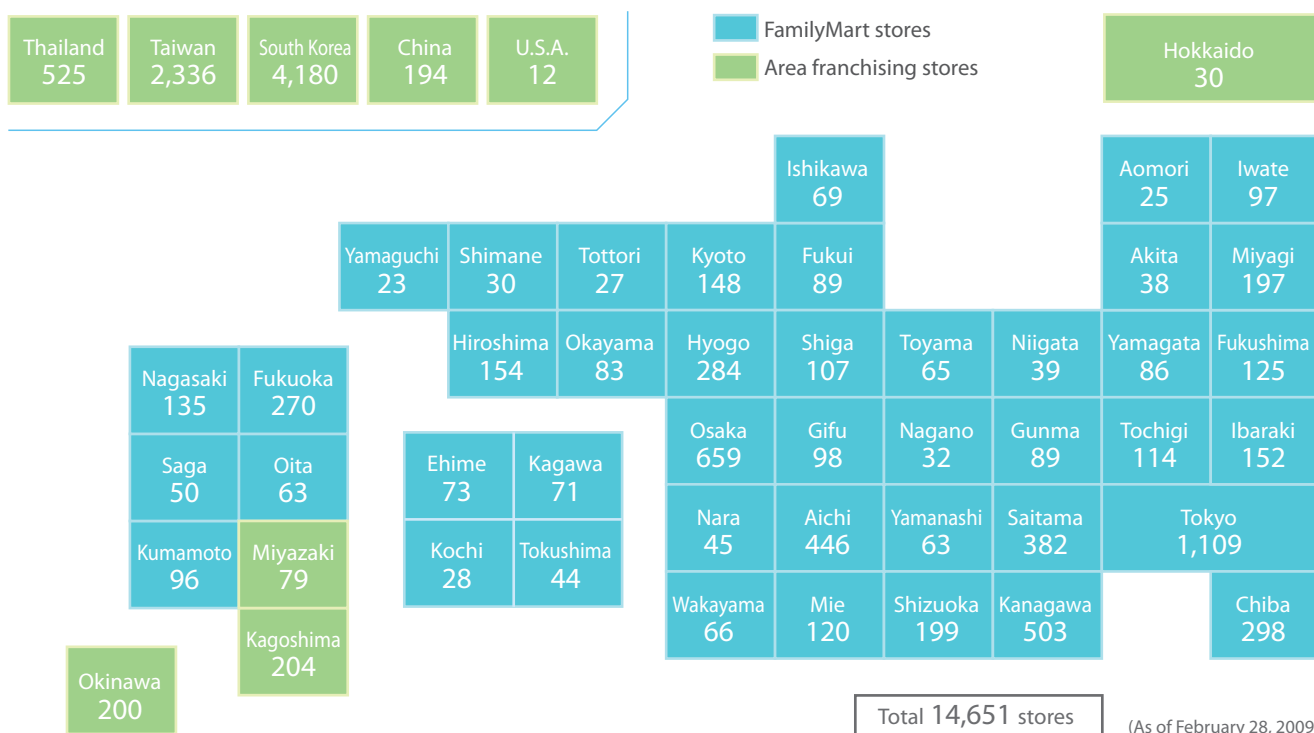 Thailand
525
Taiwan
2,336
South Korea
4,180
China
194
U.S.A.
12
FamilyMart stores
Area franchising stores
Hokkaido
30
Ishikawa
69
Aomori
25
Iwate
97
Yamaguchi
23
Shimane
30
Tottori
27
Kyoto
148
Fukui
89
Akita
38
Miyagi
197
Hiroshima
154
Okayama
83
Hyogo
284
Shiga
107
Toyama
65
Niigata
39
Yamagata
86
Fukushima
125
Nagasaki
135
Fukuoka
270
Osaka
659
Gifu
98
Nagano
32
Gunma
89
Tochigi
114
Ibaraki
152
Saga
50
Oita
63
Ehime
73
Kagawa
71
Nara
45
Aichi
446
Yamanashi
63
Saitama
382
Tokyo
1,109
Kumamoto
96
Miyazaki
79
Kochi
28
Tokushima
44
Wakayama
66
Mie
120
Shizuoka
199
Kanagawa
503
Chiba
298
Kagoshima
204
Okinawa
200
Total 14,651 stores
(As of February 28, 2009